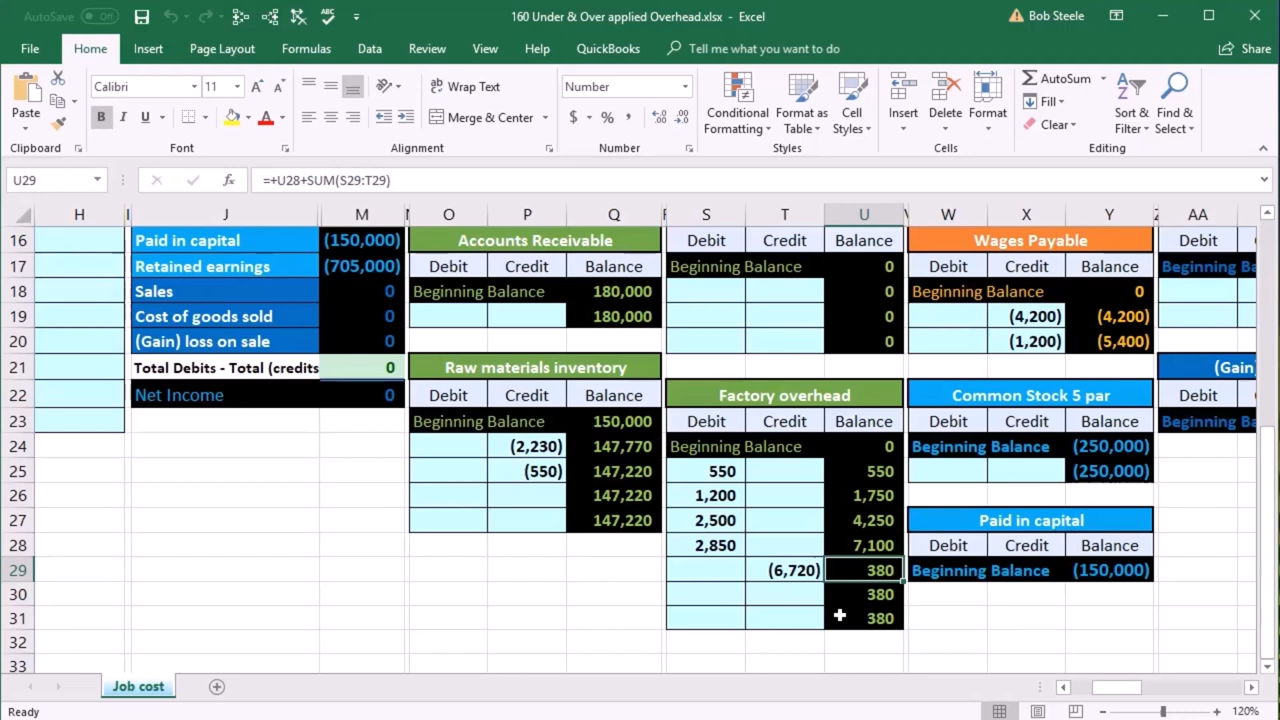 AutoSave Off 160 Under & Over applied Overhead.xlsx - Excel Bob Steele
File Home Insert Page Layout Formulas Data Review View Help QuickBooks Tell me what you want to do Share
Paste Calibri 11 A A Wrap Text Number Conditional Formatting Format as Table Cell Styles Insert Delete Format AutoSum Sort & Filter Find & Select
B I U A Merge & Center $ % , Fill
Clear
Clipboard Font Alignment Number Styles Cells Editing
U29 fx =+U28+SUM(S29:T29)
H I J M O P Q S T U W X Y Z AA
16 Paid in capital (150,000) Accounts Receivable Debit Credit Balance Wages Payable Debit
17 Retained earnings (705,000) Debit Credit Balance Beginning Balance 0 Debit Credit Balance Beginning Ba
18 Sales 0 Beginning Balance 180,000 0 Beginning Balance 0
19 Cost of goods sold 0 180,000 0 (4,200) (4,200)
20 (Gain) loss on sale 0 0 (1,200) (5,400)
21 Total Debits - Total (credits 0 Raw materials inventory (Gain)
22 Net Income 0 Debit Credit Balance Factory overhead Common Stock 5 par Debit
23 Beginning Balance 150,000 Debit Credit Balance Debit Credit Balance Beginning Ba
24 (2,230) 147,770 Beginning Balance 0 Beginning Balance (250,000)
25 (550) 147,220 550 550 (250,000)
26 147,220 1,200 1,750
27 147,220 2,500 4,250 Paid in capital
28 2,850 7,100 Debit Credit Balance
29 (6,720) 380 Beginning Balance (150,000)
30 380
31 380
32
33
Job cost
Ready 120%